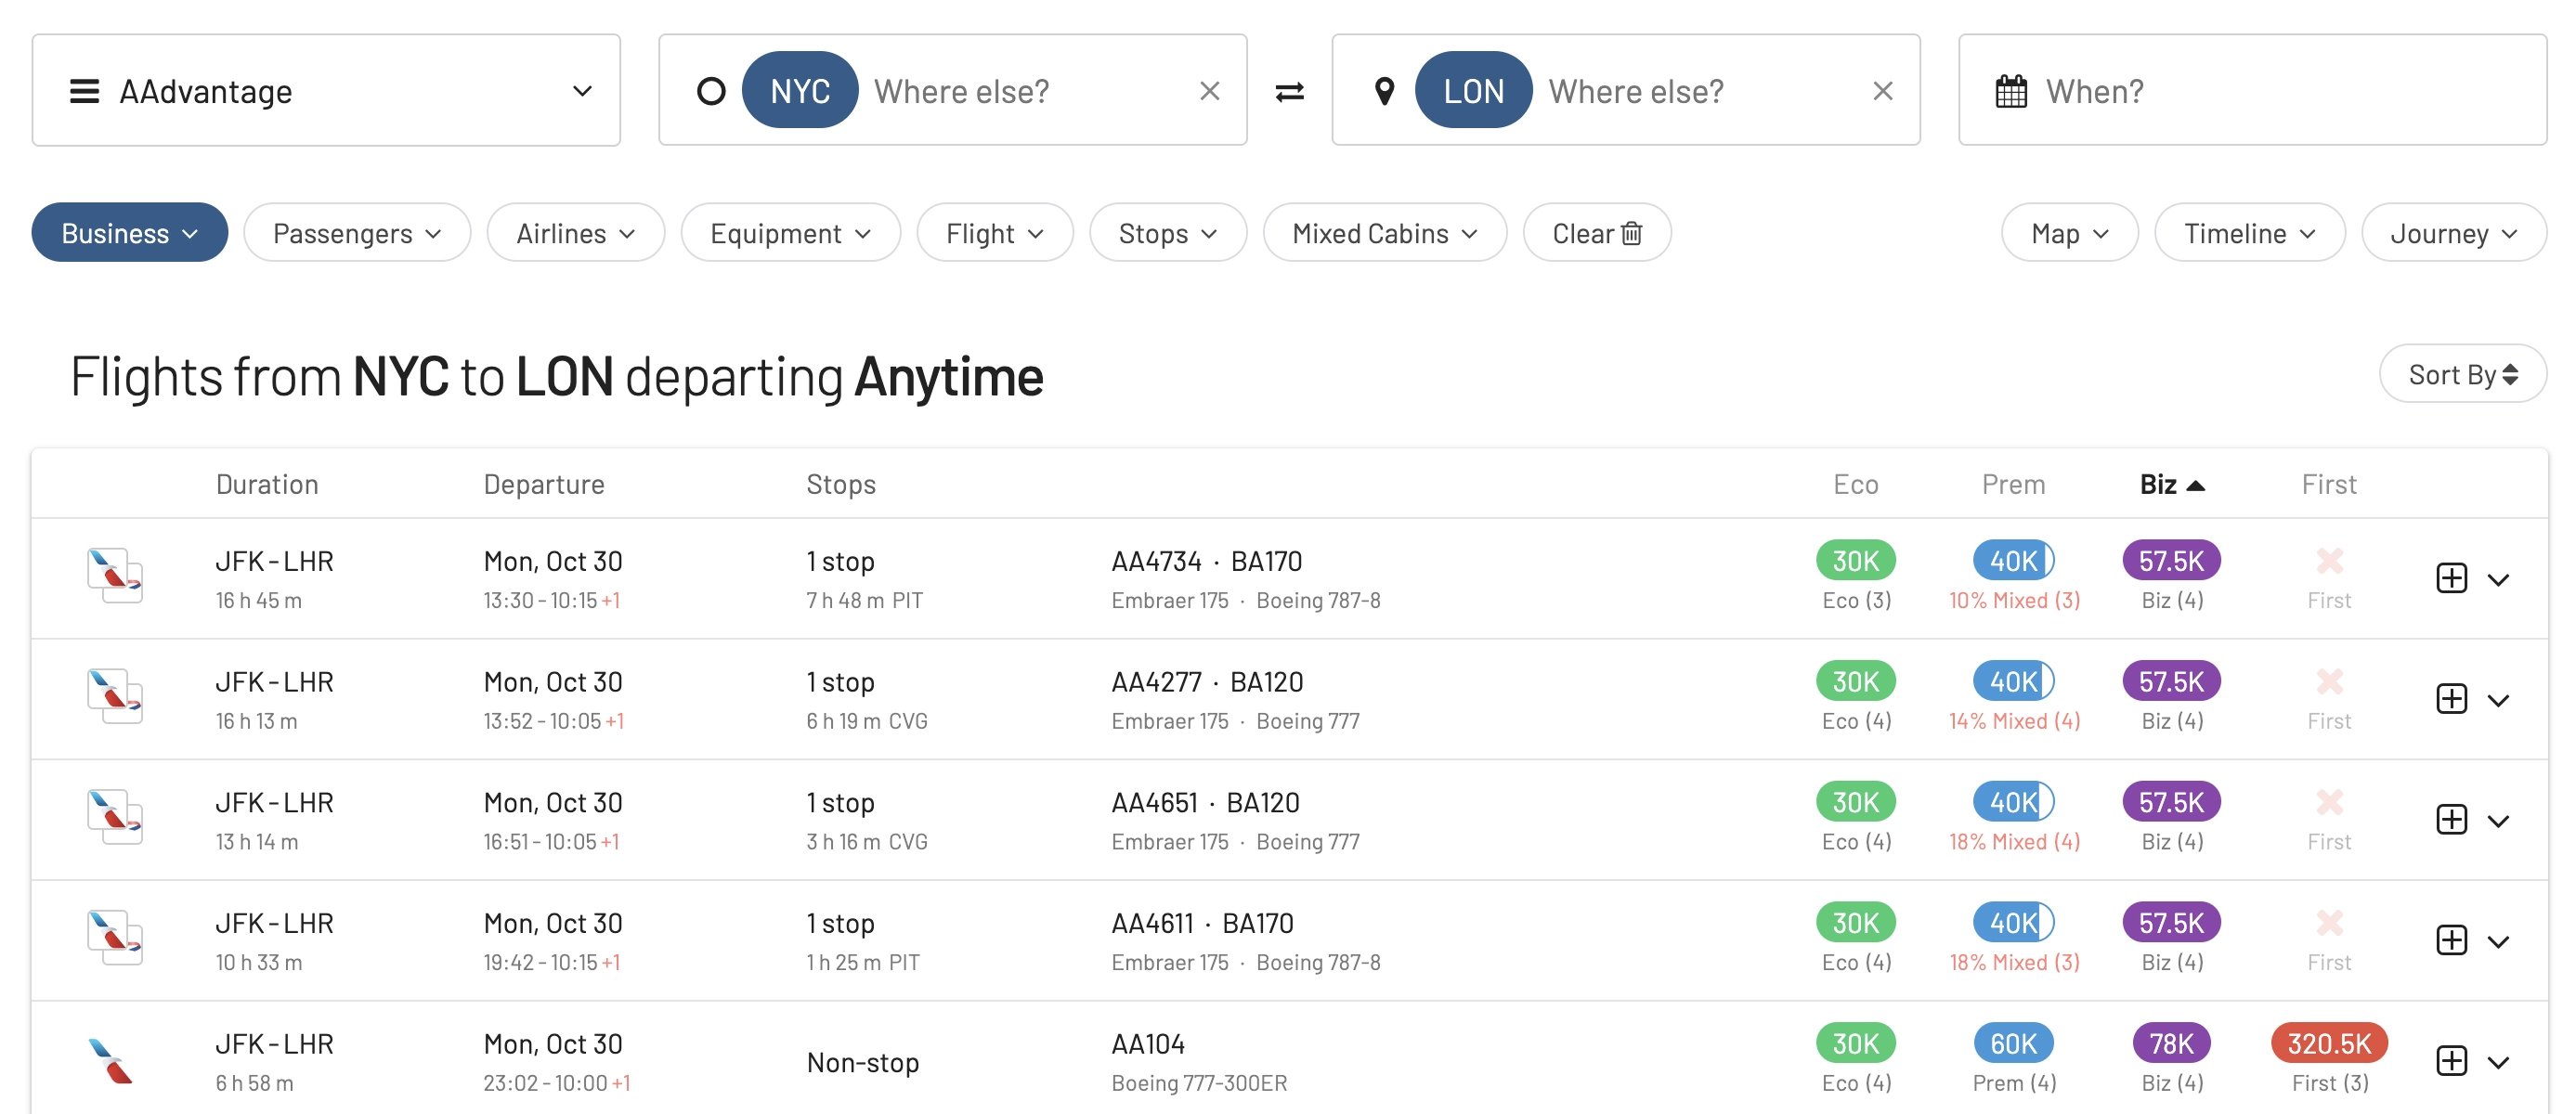 AAdvantage NYC Where else? LON Where else? When?
Business Passengers Airlines Equipment Flight Stops Mixed Cabins Clear Map Timeline Journey
Flights from NYC to LON departing Anytime
Sort By
Duration Departure Stops Eco Prem Biz First
JFK - LHR Mon, Oct 30 1 stop AA4734 · BA170 30K 40K 57.5K
16 h 45 m 13:30 - 10:15 +1 7 h 48 m PIT Embraer 175 · Boeing 787-8 Eco (3) 10% Mixed (3) Biz (4) First
JFK - LHR Mon, Oct 30 1 stop AA4277 · BA120 30K 40K 57.5K
16 h 13 m 13:52 - 10:05 +1 6 h 19 m CVG Embraer 175 · Boeing 777 Eco (4) 14% Mixed (4) Biz (4) First
JFK - LHR Mon, Oct 30 1 stop AA4651 · BA120 30K 40K 57.5K
13 h 14 m 16:51 - 10:05 +1 3 h 16 m CVG Embraer 175 · Boeing 777 Eco (4) 18% Mixed (4) Biz (4) First
JFK - LHR Mon, Oct 30 1 stop AA4611 · BA170 30K 40K 57.5K
10 h 33 m 19:42 - 10:15 +1 1 h 25 m PIT Embraer 175 · Boeing 787-8 Eco (4) 18% Mixed (3) Biz (4) First
JFK - LHR Mon, Oct 30 Non-stop AA104 30K 60K 78K 320.5K
6 h 58 m 23:02 - 10:00 +1 Boeing 777-300ER Eco (4) Prem (4) Biz (4) First (3)